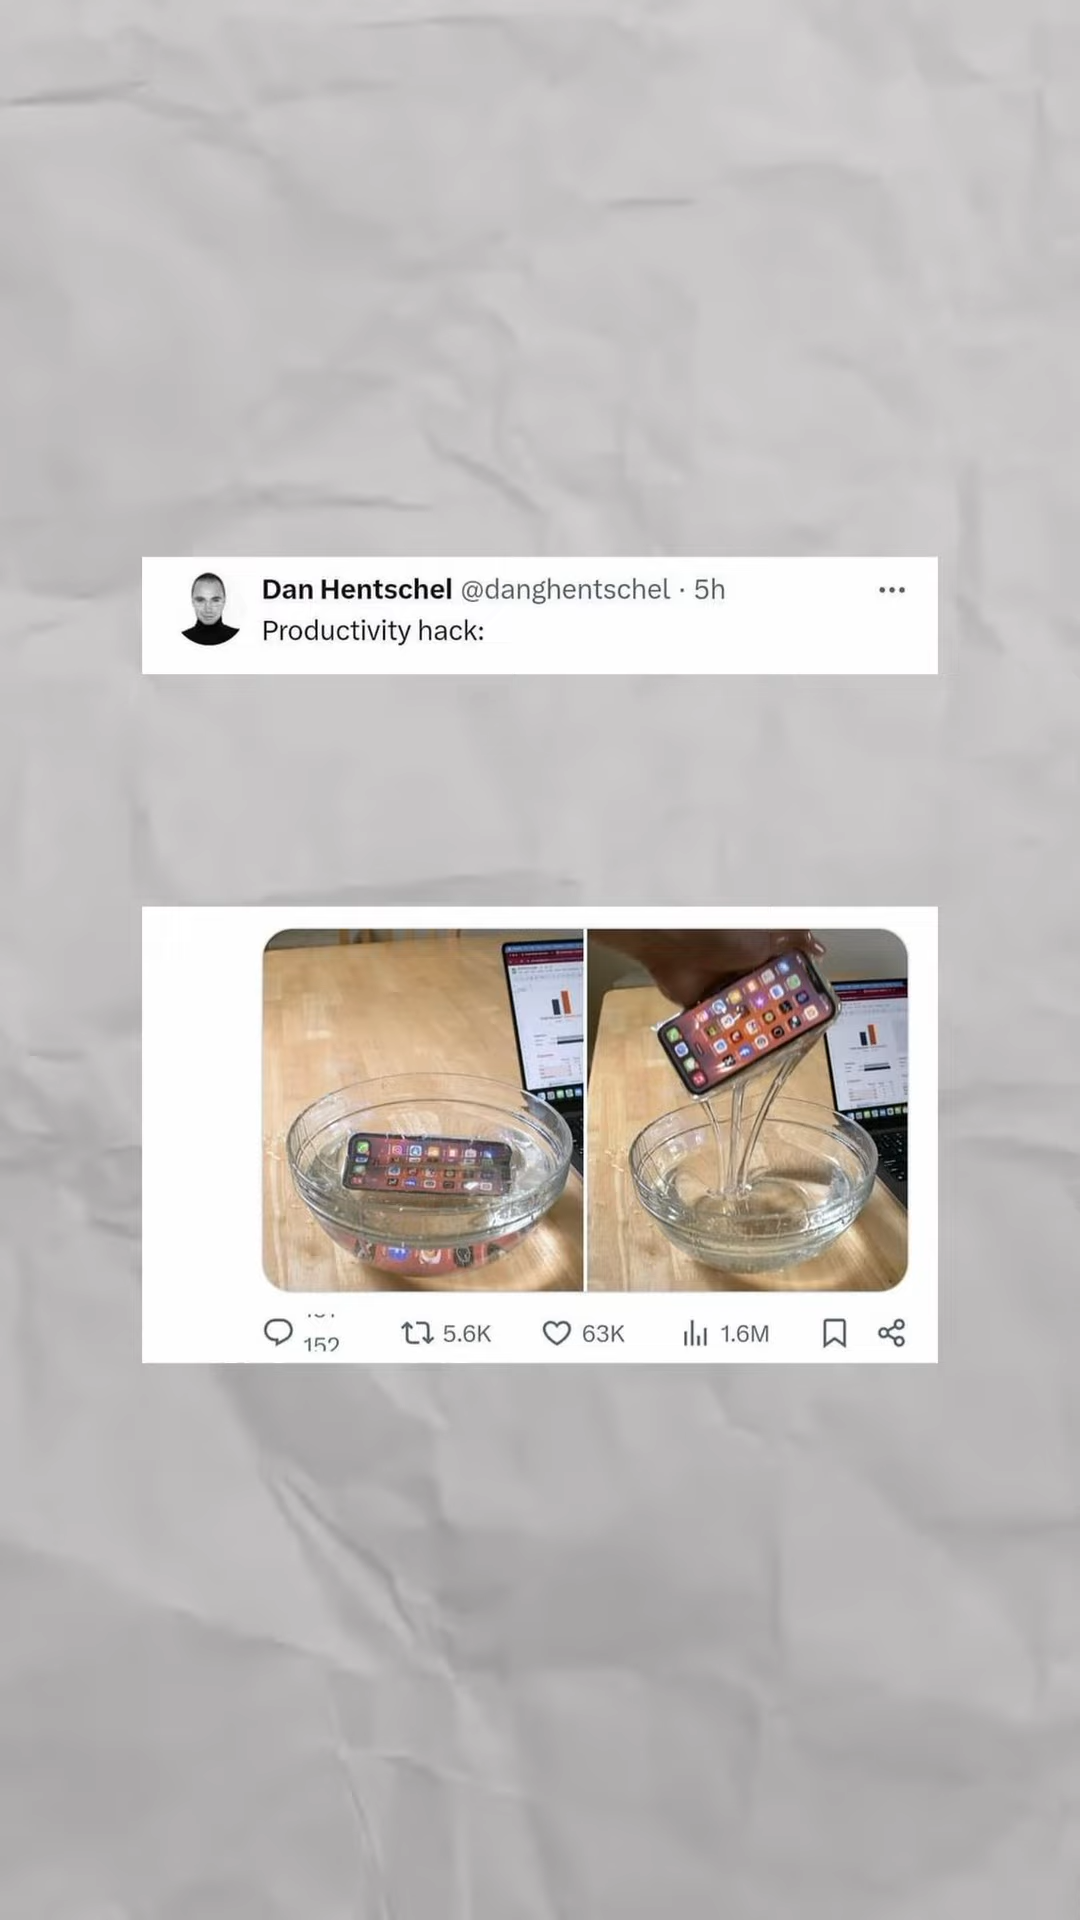 Dan Hentschel @danghentschel · 5h
Productivity hack:
152 5.6K 63K 1.6M